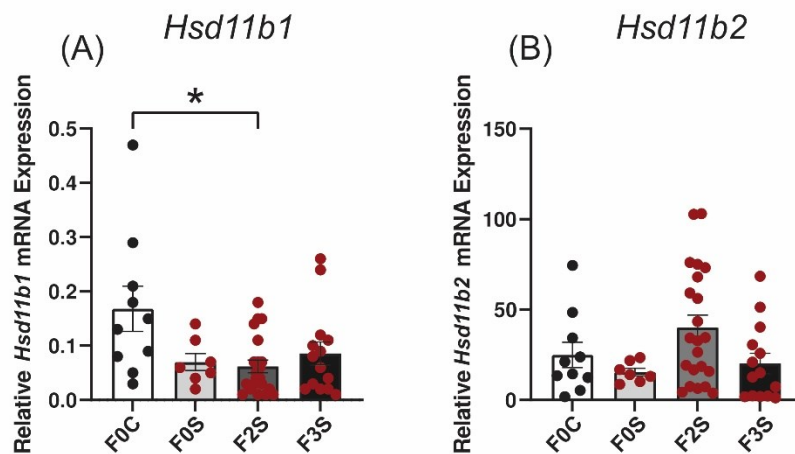 (A)
Hsd11b1
*
Relative Hsd11b1 mRNA Expression
0.5
0.4
0.3
0.2
0.1
0.0
F0C
F0S
F2S
F3S
(B)
Hsd11b2
Relative Hsd11b2 mRNA Expression
150
100
50
0
F0C
F0S
F2S
F3S